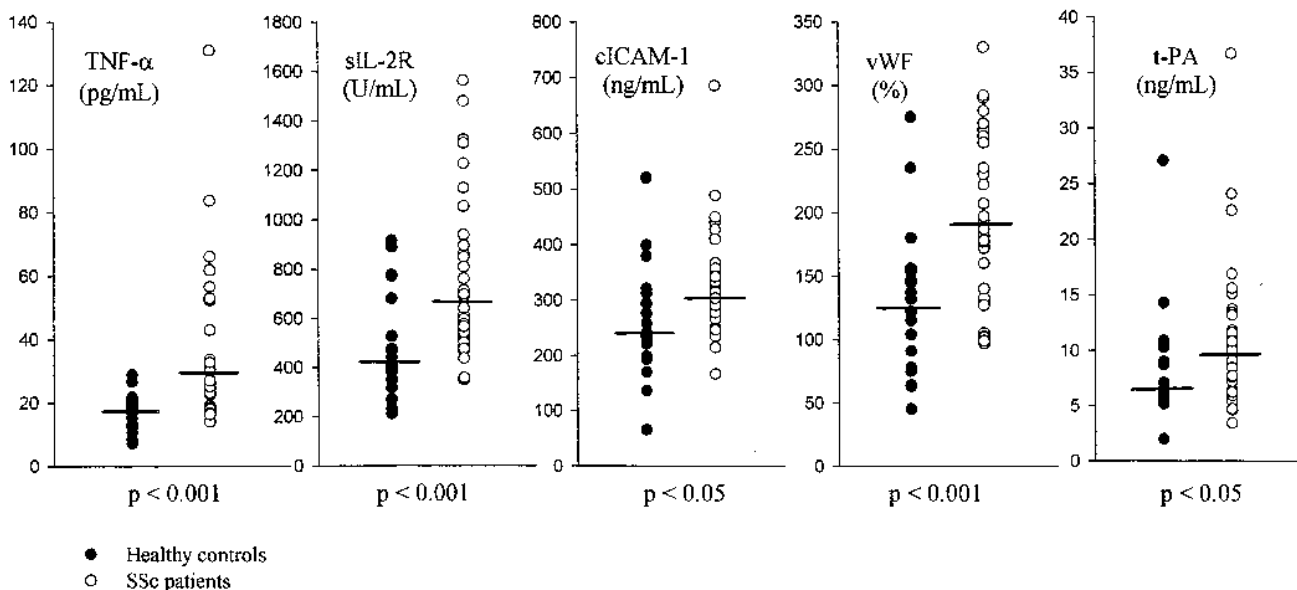 TNF-α
(pg/mL)
140
120
100
80
60
40
20
0
p < 0.001
sIL-2R
(U/mL)
1800
1600
1400
1200
1000
800
600
400
200
0
p < 0.001
cICAM-1
(ng/mL)
800
700
600
500
400
300
200
100
0
p < 0.05
vWF
(%)
350
300
250
200
150
100
50
0
p < 0.001
t-PA
(ng/mL)
40
35
30
25
20
15
10
5
0
p < 0.05
Healthy controls
SSc patients